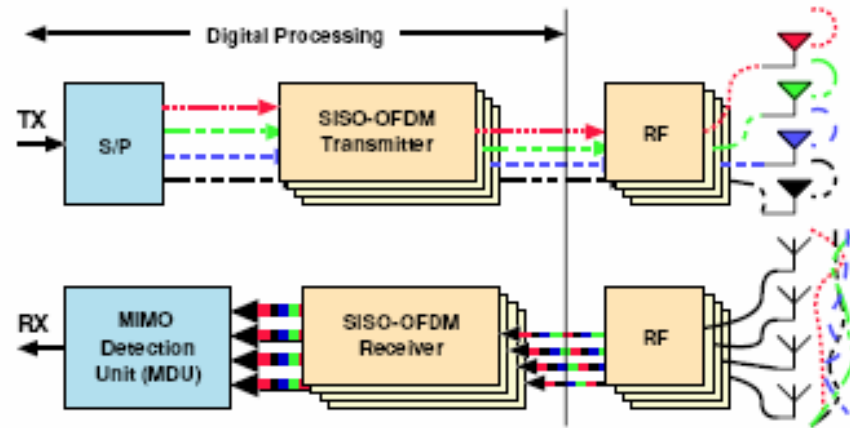 Digital Processing
TX
S/P
SISO-OFDM
Transmitter
RF
RX
MIMO
Detection
Unit (MDU)
SISO-OFDM
Receiver
RF